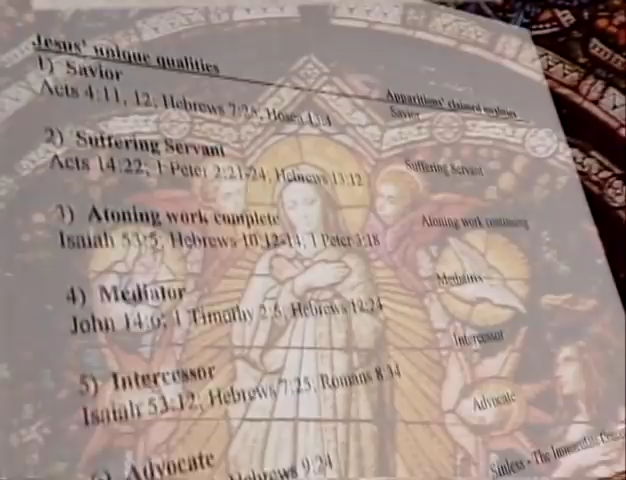 Jesus' unique qualities
Apparitions' claimed
1) Savior
Savior
Acts 4:11, 12; Hebrews 7:25; Hosea 13:4
2) Suffering Servant
Suffering Servant
Acts 14:22; 1 Peter 2:21-24, Hebrews 13:12
3) Atoning work complete
Atoning work continuing
Isaiah 53:5; Hebrews 10:12-14, 1 Peter 3:18
4) Mediator
Mediatrix
John 14:6; 1 Timothy 2:5, Hebrews 12:24
Intercessor
5) Intercessor
Isaiah 53:12; Hebrews 7:25; Romans 8:34
Advocate
6) Advocate
Hebrews 9:24
Sinless - The Immaculate